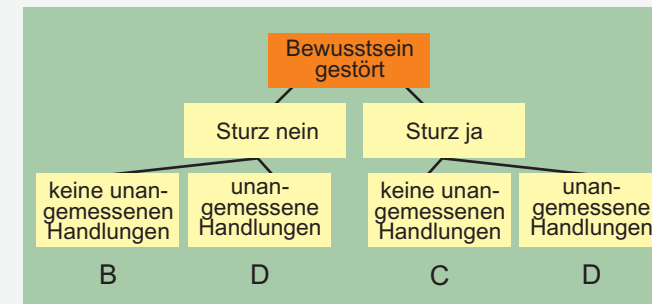 Bewusstsein
gestört
Sturz nein
Sturz ja
keine unan-
gemessenen
Handlungen
unan-
gemessene
Handlungen
keine unan-
gemessenen
Handlungen
unan-
gemessene
Handlungen
B
D
C
D